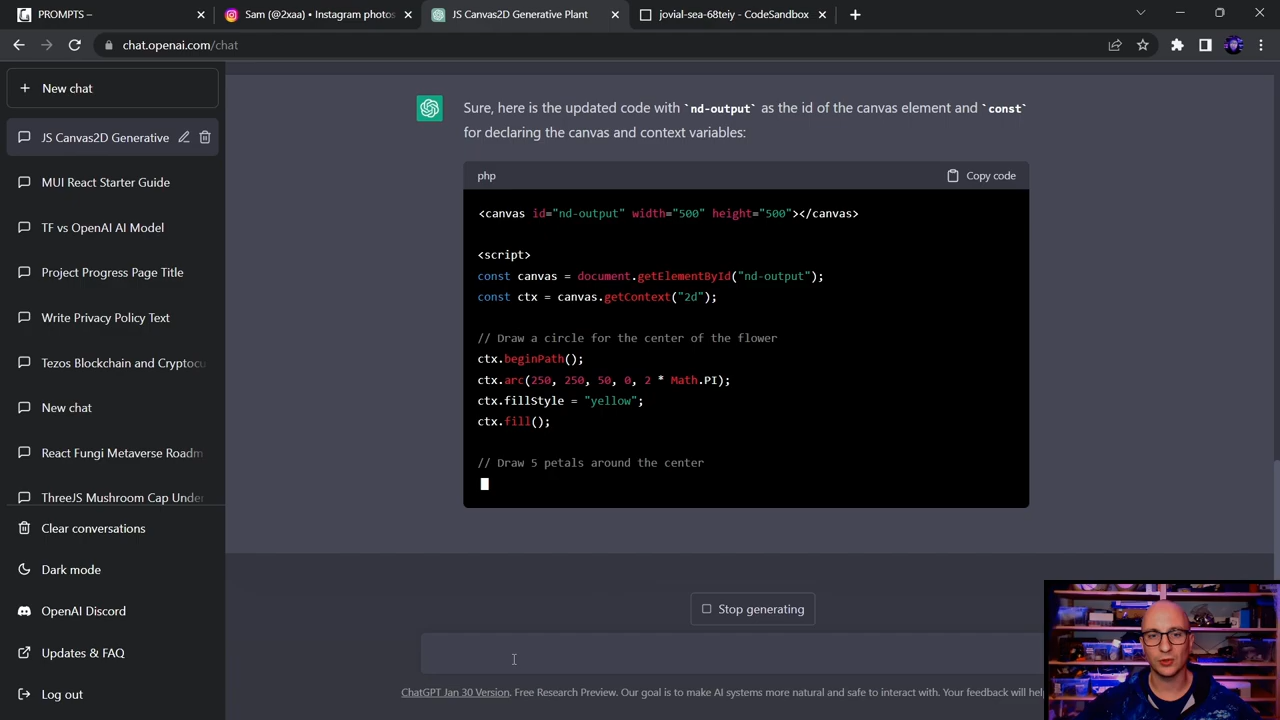 PROMPTS –
Sam (@2xaa) • Instagram photos
JS Canvas2D Generative Plant
jovial-sea-68teiy - CodeSandbox
chat.openai.com/chat
New chat
JS Canvas2D Generative
MUI React Starter Guide
TF vs OpenAI AI Model
Project Progress Page Title
Write Privacy Policy Text
Tezos Blockchain and Cryptocu
New chat
React Fungi Metaverse Roadm
ThreeJS Mushroom Cap Under
Clear conversations
Dark mode
OpenAI Discord
Updates & FAQ
Log out
Sure, here is the updated code with `nd-output` as the id of the canvas element and `const`
for declaring the canvas and context variables:
php
Copy code
<canvas id="nd-output" width="500" height="500"></canvas>
<script>
const canvas = document.getElementById("nd-output");
const ctx = canvas.getContext("2d");
// Draw a circle for the center of the flower
ctx.beginPath();
ctx.arc(250, 250, 50, 0, 2 * Math.PI);
ctx.fillStyle = "yellow";
ctx.fill();
// Draw 5 petals around the center
Stop generating
ChatGPT Jan 30 Version. Free Research Preview. Our goal is to make AI systems more natural and safe to interact with. Your feedback will hel